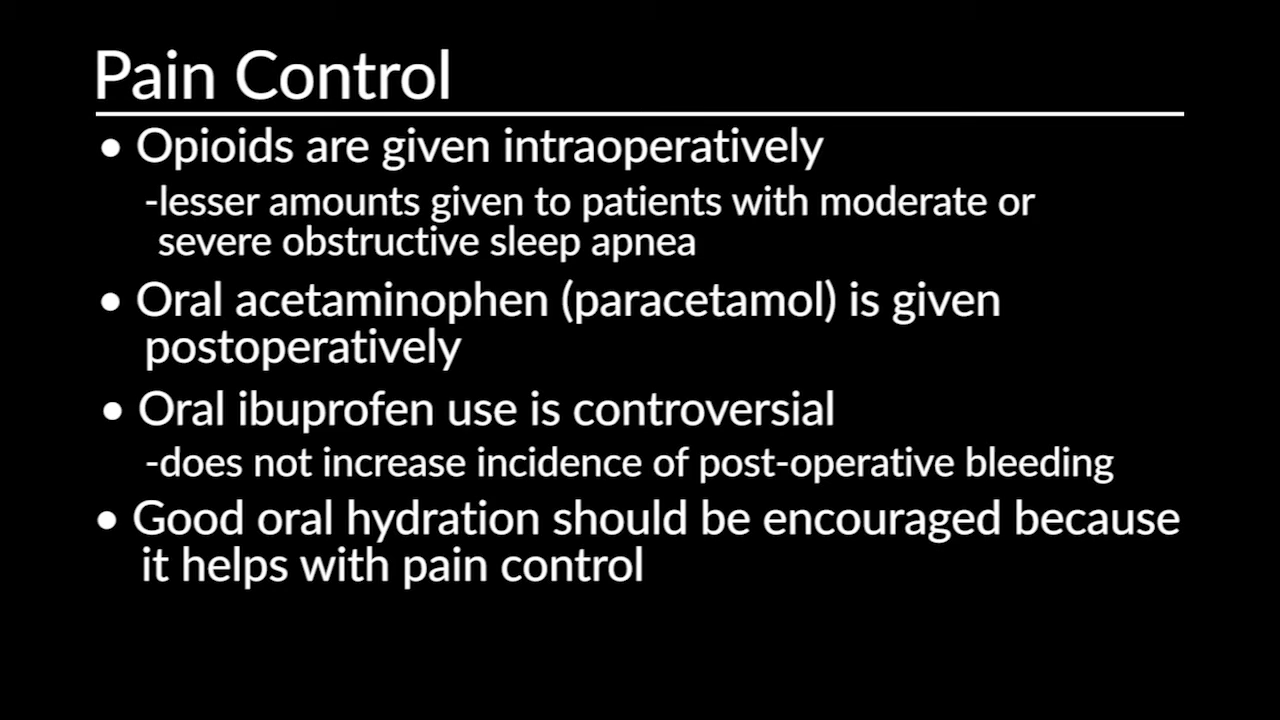 Pain Control
• Opioids are given intraoperatively
-lesser amounts given to patients with moderate or
severe obstructive sleep apnea
• Oral acetaminophen (paracetamol) is given
postoperatively
• Oral ibuprofen use is controversial
-does not increase incidence of post-operative bleeding
• Good oral hydration should be encouraged because
it helps with pain control